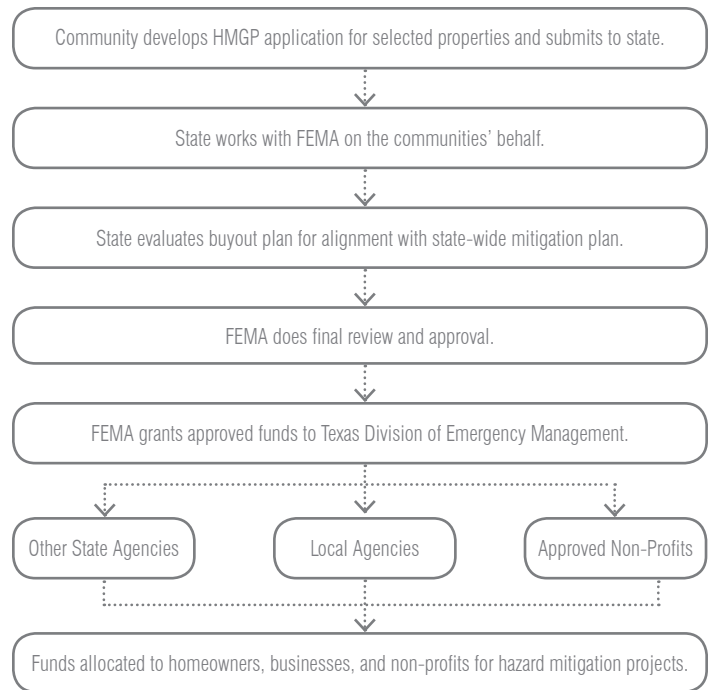 Community develops HMGP application for selected properties and submits to state.
State works with FEMA on the communities’ behalf.
State evaluates buyout plan for alignment with state-wide mitigation plan.
FEMA does final review and approval.
FEMA grants approved funds to Texas Division of Emergency Management.
Other State Agencies
Local Agencies
Approved Non-Profits
Funds allocated to homeowners, businesses, and non-profits for hazard mitigation projects.